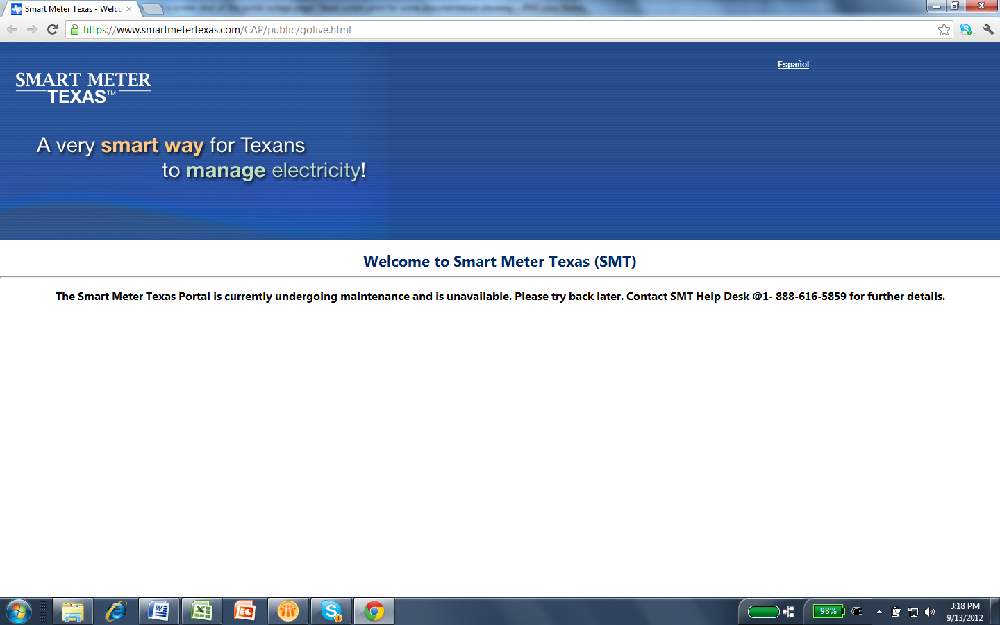 Smart Meter Texas - Welco
https://www.smartmetertexas.com/CAP/public/golive.html
Español
SMART METER
TEXAS™
A very smart way for Texans
to manage electricity!
Welcome to Smart Meter Texas (SMT)
The Smart Meter Texas Portal is currently undergoing maintenance and is unavailable. Please try back later. Contact SMT Help Desk @1- 888-616-5859 for further details.
98%
3:18 PM
9/13/2012